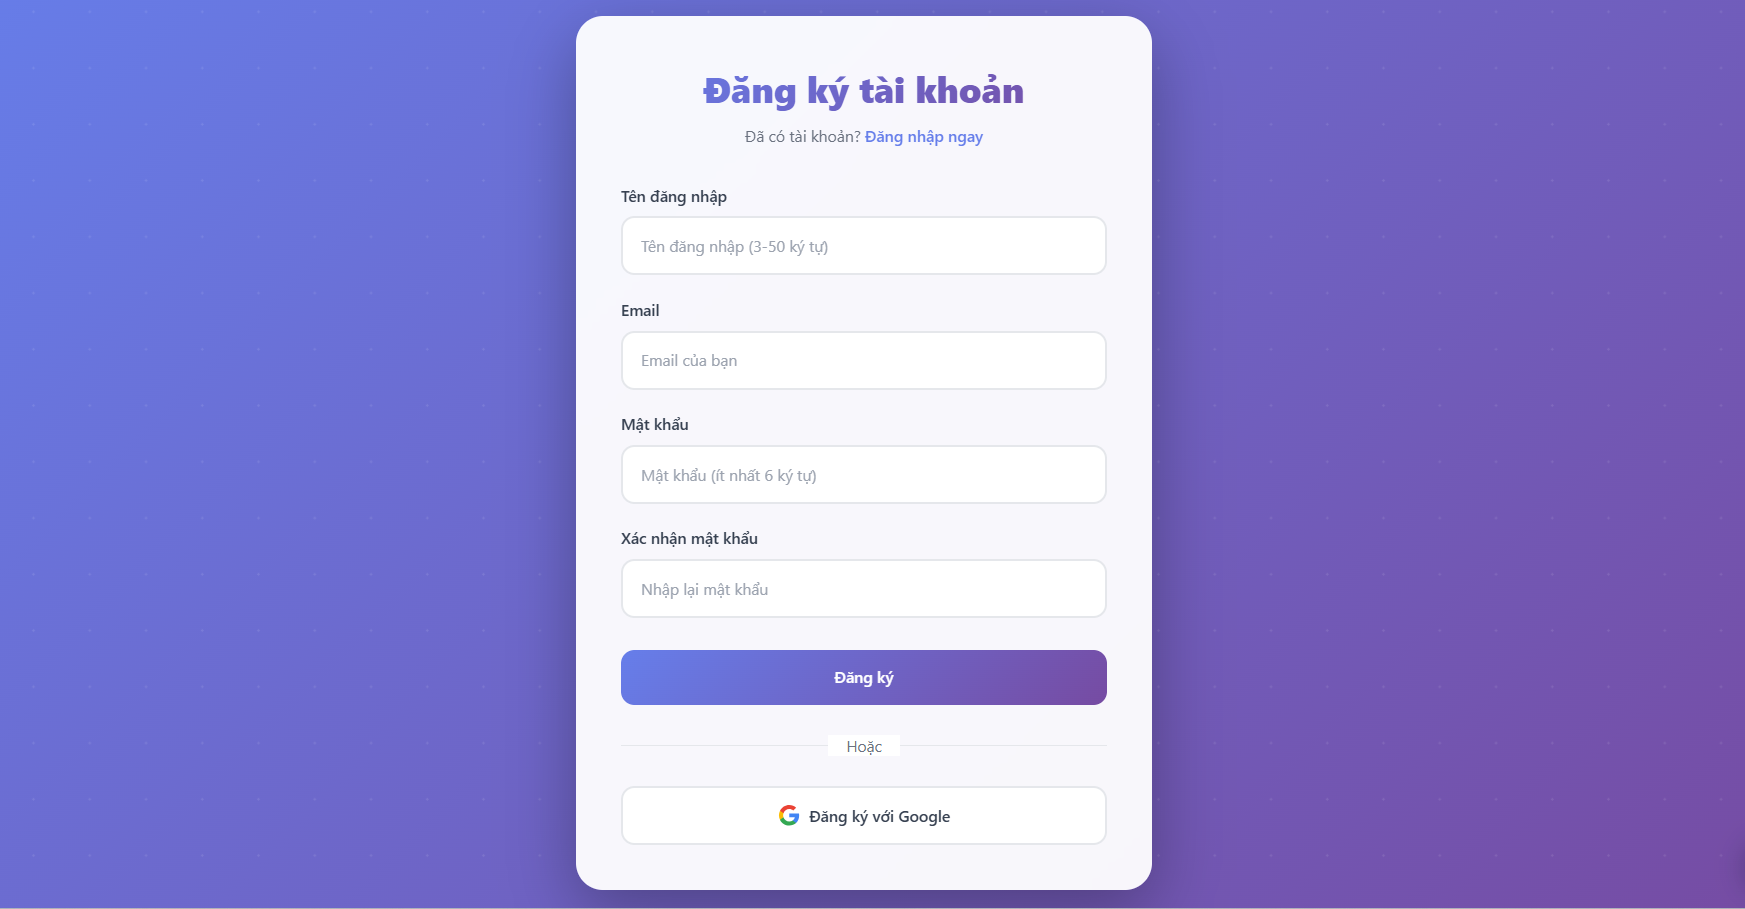 Đăng ký tài khoản
Đã có tài khoản? Đăng nhập ngay
Tên đăng nhập
Tên đăng nhập (3-50 ký tự)
Email
Email của bạn
Mật khẩu
Mật khẩu (ít nhất 6 ký tự)
Xác nhận mật khẩu
Nhập lại mật khẩu
Đăng ký
Hoặc
Đăng ký với Google